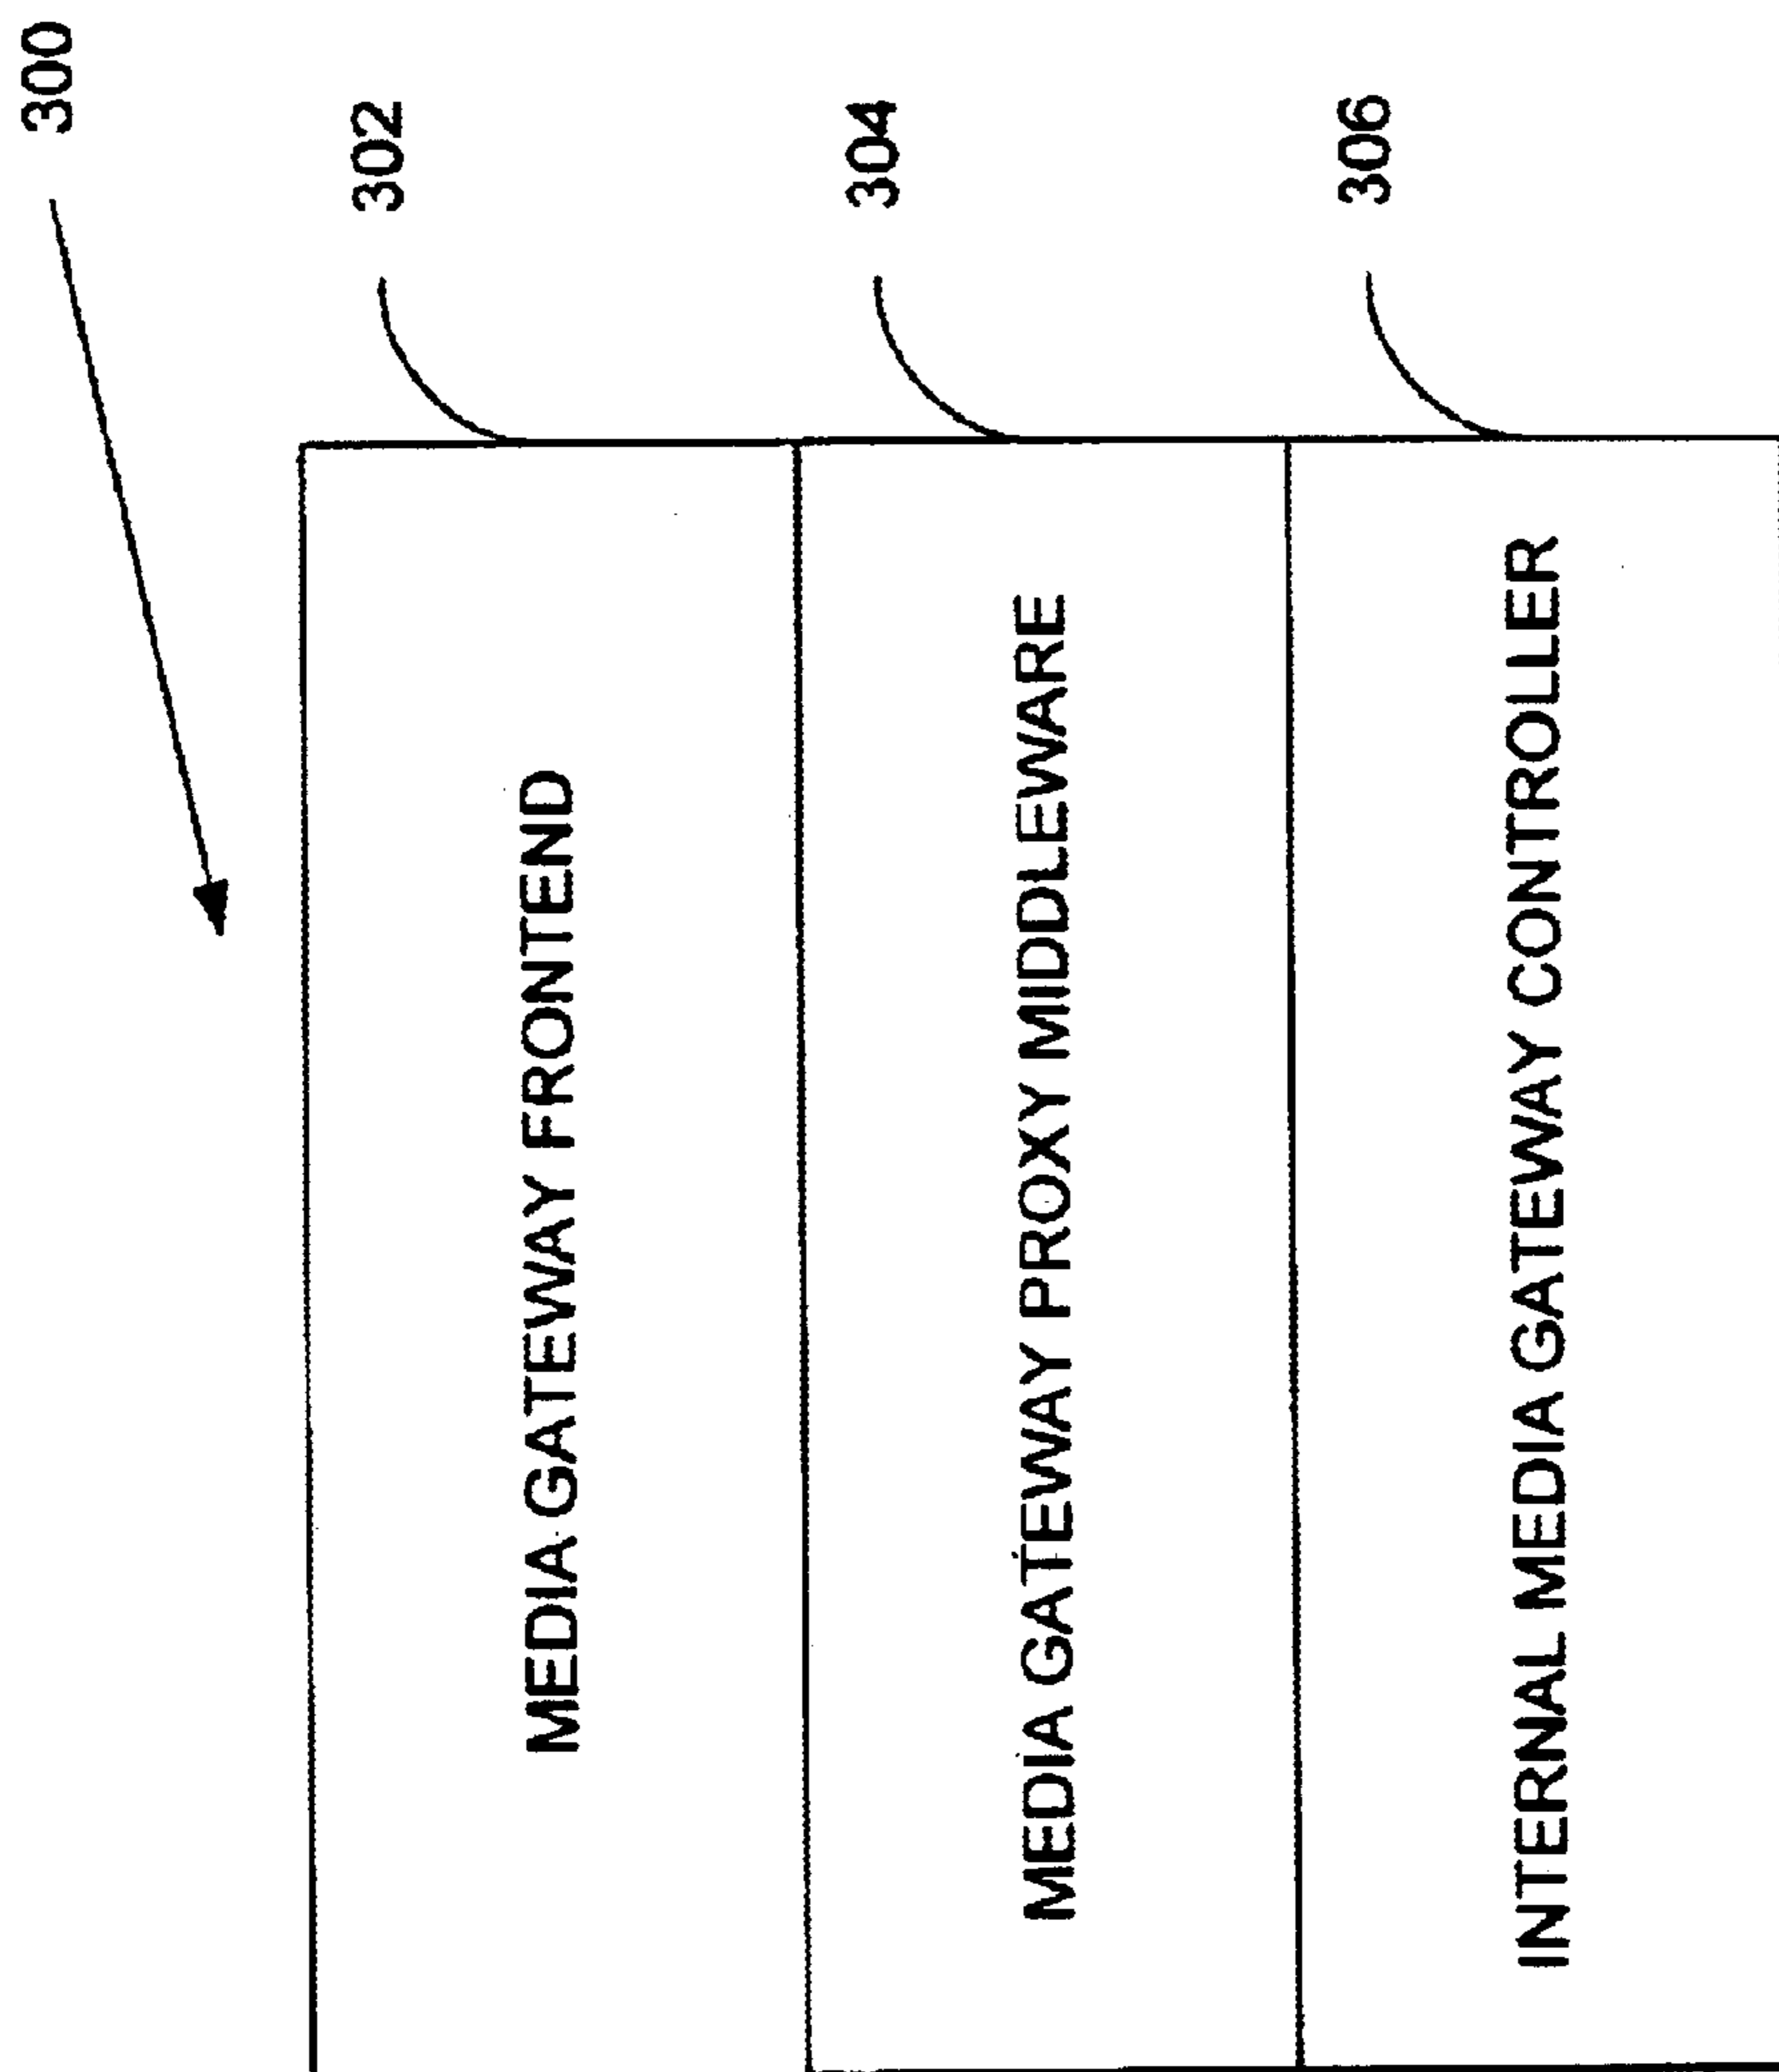 300
302
MEDIA GATEWAY FRONTEND
304
MEDIA GATEWAY PROXY MIDDLEWARE
306
INTERNAL MEDIA GATEWAY CONTROLLER